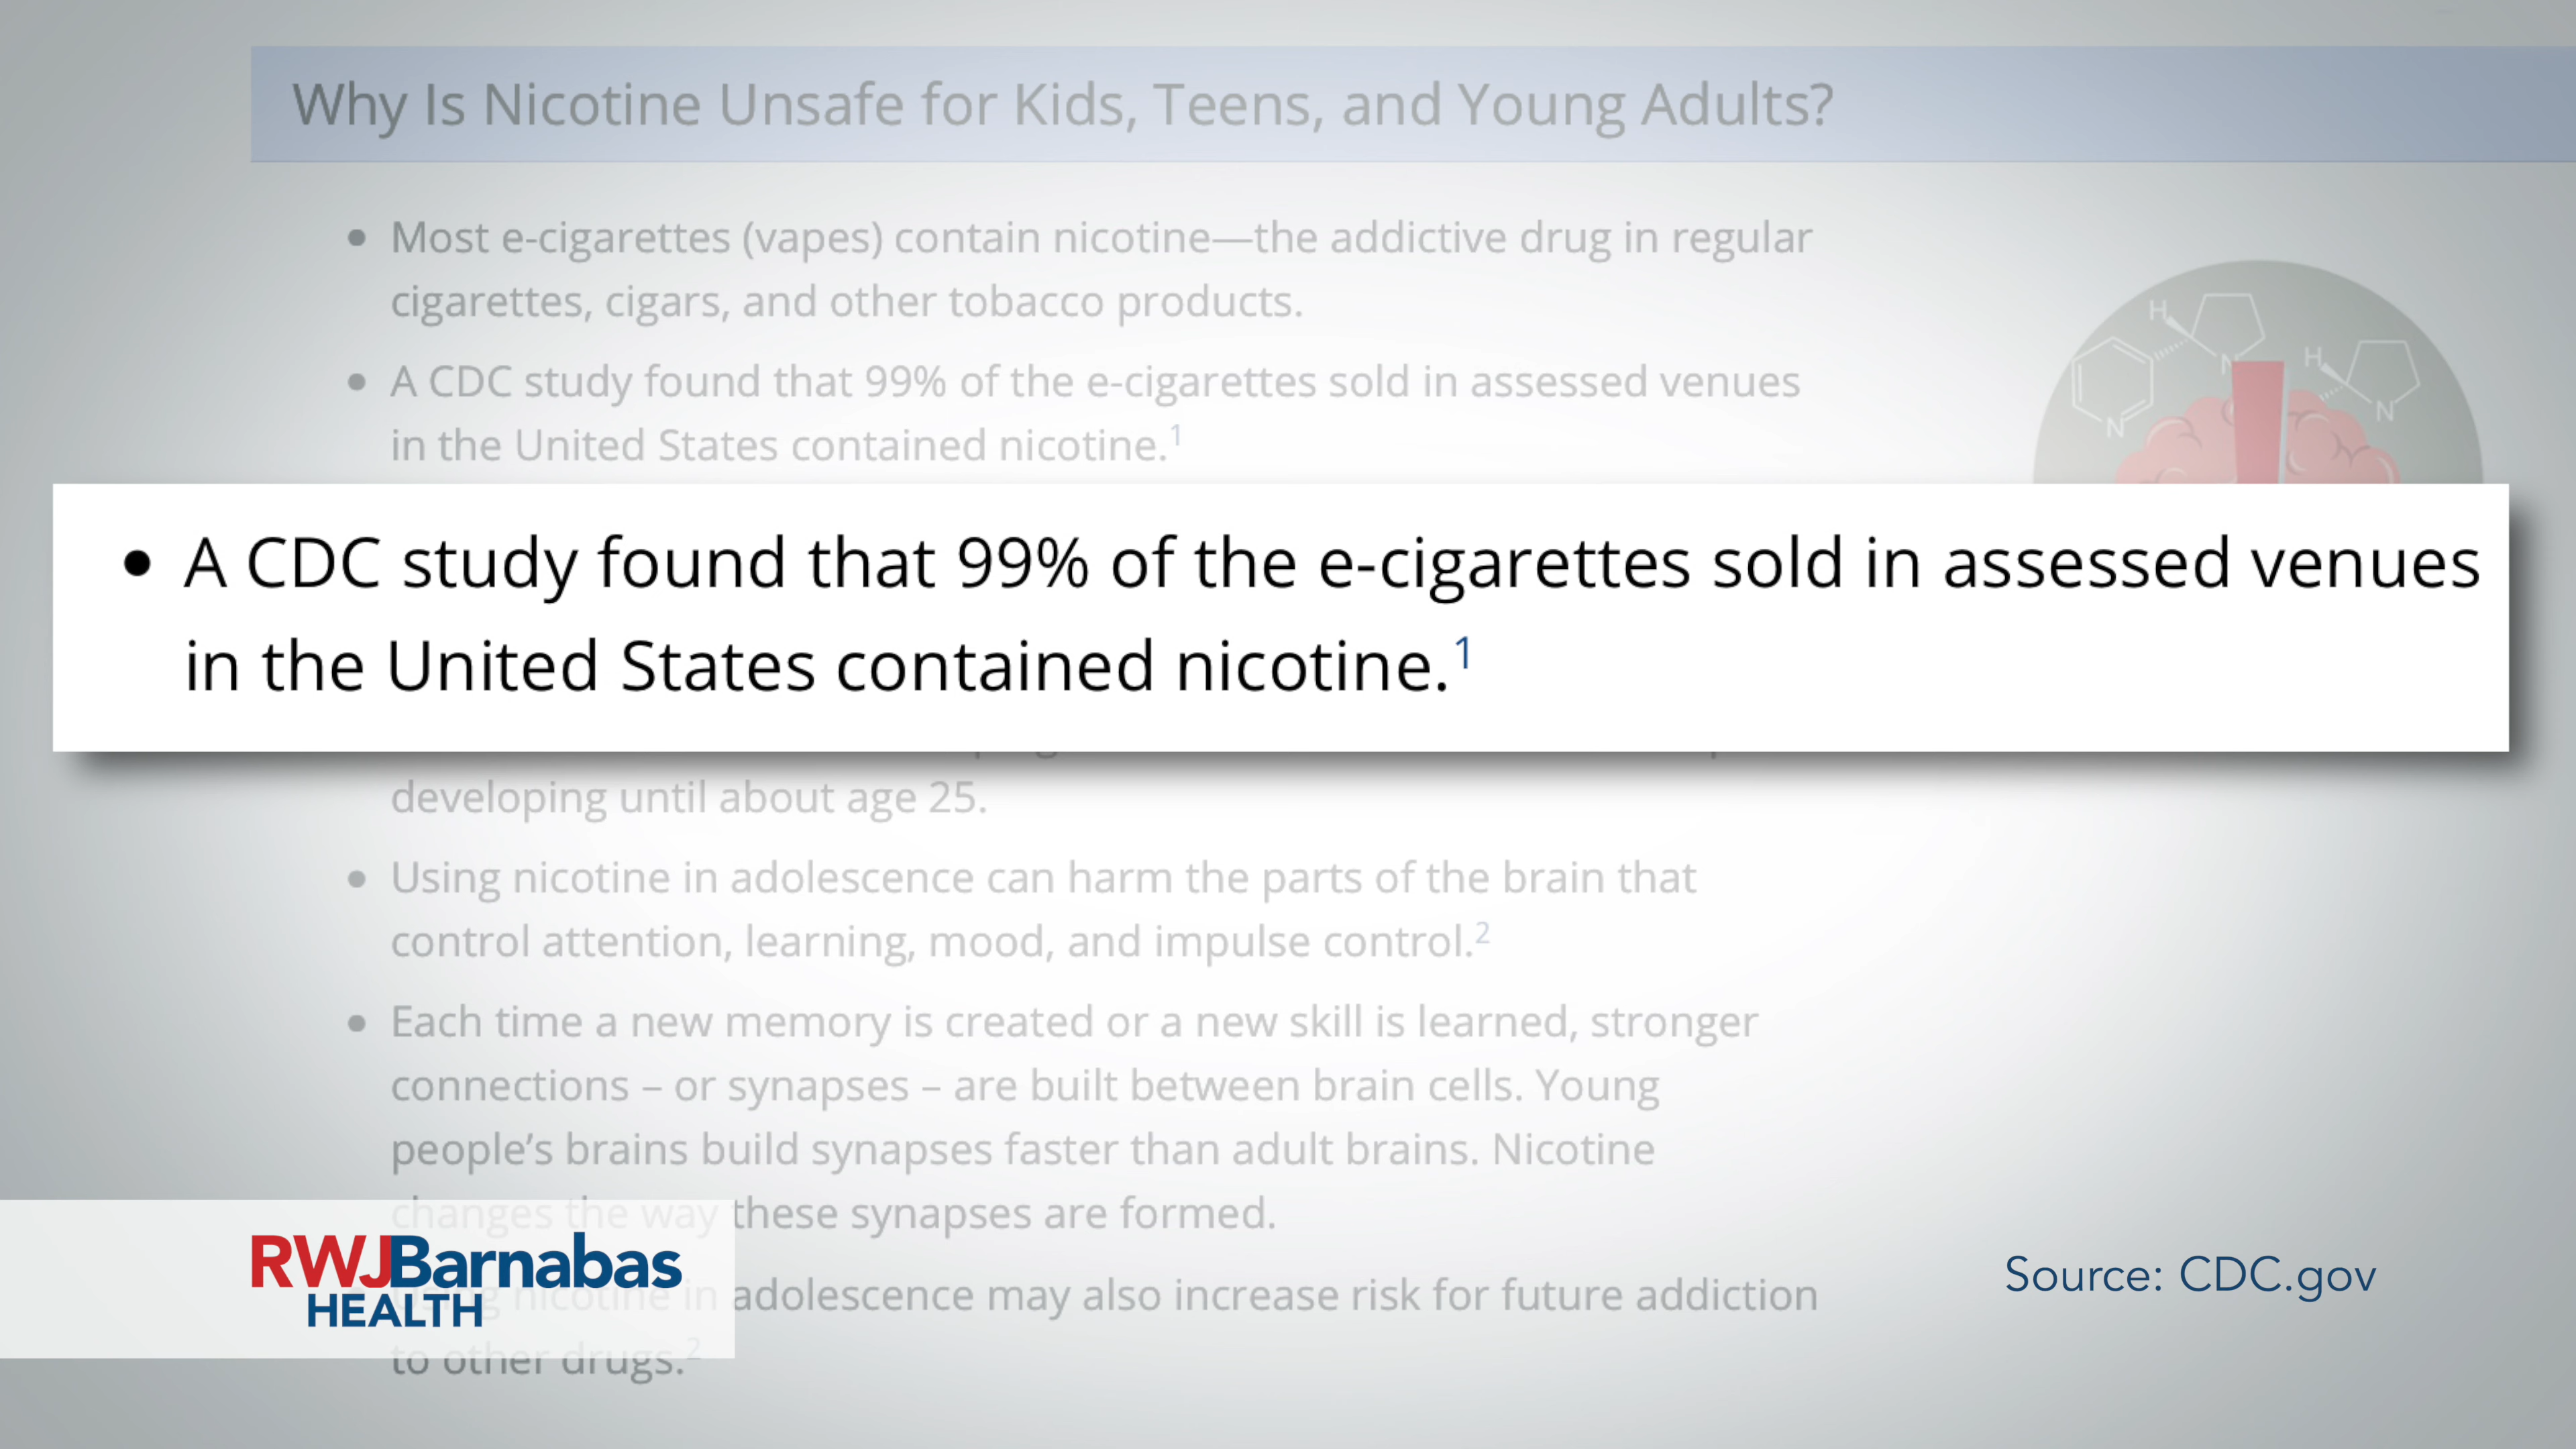 Why Is Nicotine Unsafe for Kids, Teens, and Young Adults?
• Most e-cigarettes (vapes) contain nicotine—the addictive drug in regular
cigarettes, cigars, and other tobacco products.
• A CDC study found that 99% of the e-cigarettes sold in assessed venues
in the United States contained nicotine.1
H
N
N
H
N
• A CDC study found that 99% of the e-cigarettes sold in assessed venues
in the United States contained nicotine.1
developing until about age 25.
• Using nicotine in adolescence can harm the parts of the brain that
control attention, learning, mood, and impulse control.2
• Each time a new memory is created or a new skill is learned, stronger
connections – or synapses – are built between brain cells. Young
people's brains build synapses faster than adult brains. Nicotine
changes the way these synapses are formed.
Using nicotine in adolescence may also increase risk for future addiction
to other drugs.2
RWJBarnabas
HEALTH
Source: CDC.gov